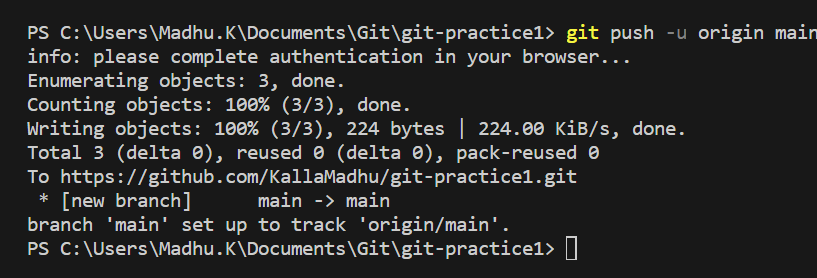 PS C:\Users\Madhu.K\Documents\Git\git-practice1> git push -u origin main
info: please complete authentication in your browser...
Enumerating objects: 3, done.
Counting objects: 100% (3/3), done.
Writing objects: 100% (3/3), 224 bytes | 224.00 KiB/s, done.
Total 3 (delta 0), reused 0 (delta 0), pack-reused 0
To https://github.com/KallaMadhu/git-practice1.git
 * [new branch]      main -> main
branch 'main' set up to track 'origin/main'.
PS C:\Users\Madhu.K\Documents\Git\git-practice1>